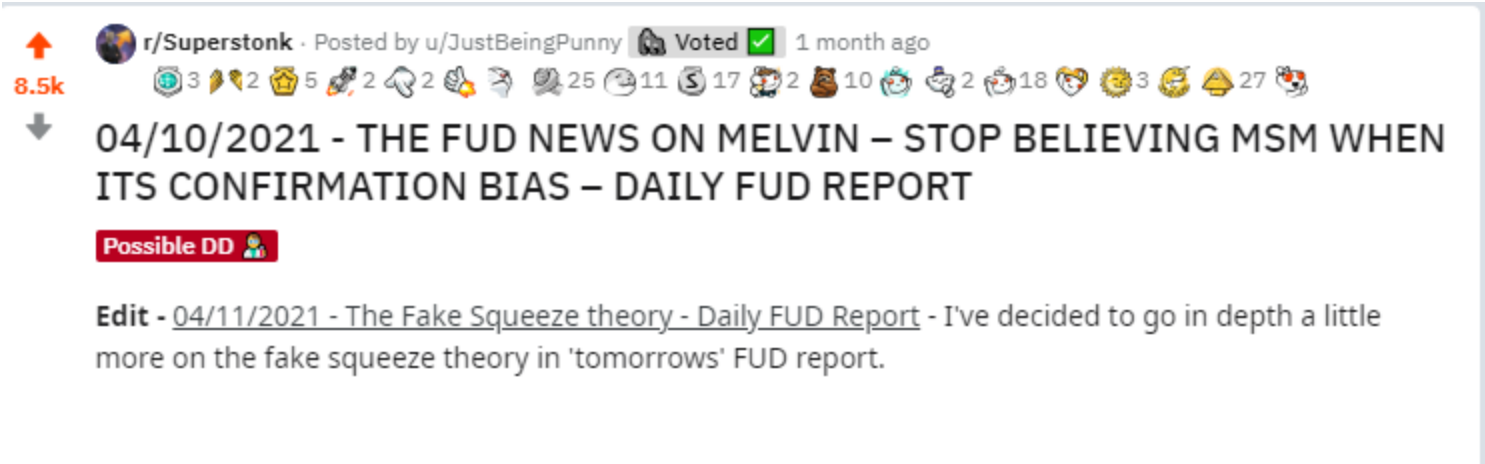 r/Superstonk · Posted by u/JustBeingPunny Voted 1 month ago
8.5k
3 2 5 2 2 25 11 S 17 2 10 2 18 3 27
04/10/2021 - THE FUD NEWS ON MELVIN – STOP BELIEVING MSM WHEN
ITS CONFIRMATION BIAS – DAILY FUD REPORT
Possible DD
Edit - 04/11/2021 - The Fake Squeeze theory - Daily FUD Report - I've decided to go in depth a little
more on the fake squeeze theory in 'tomorrows' FUD report.